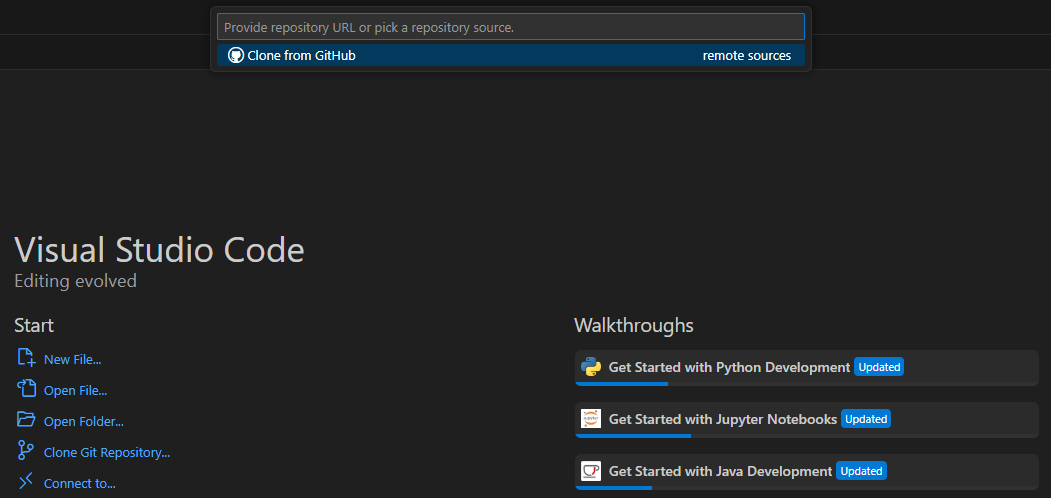 Provide repository URL or pick a repository source.
Clone from GitHub remote sources
Visual Studio Code
Editing evolved
Start
New File...
Open File...
Open Folder...
Clone Git Repository...
Connect to...
Walkthroughs
Get Started with Python Development Updated
Get Started with Jupyter Notebooks Updated
Get Started with Java Development Updated